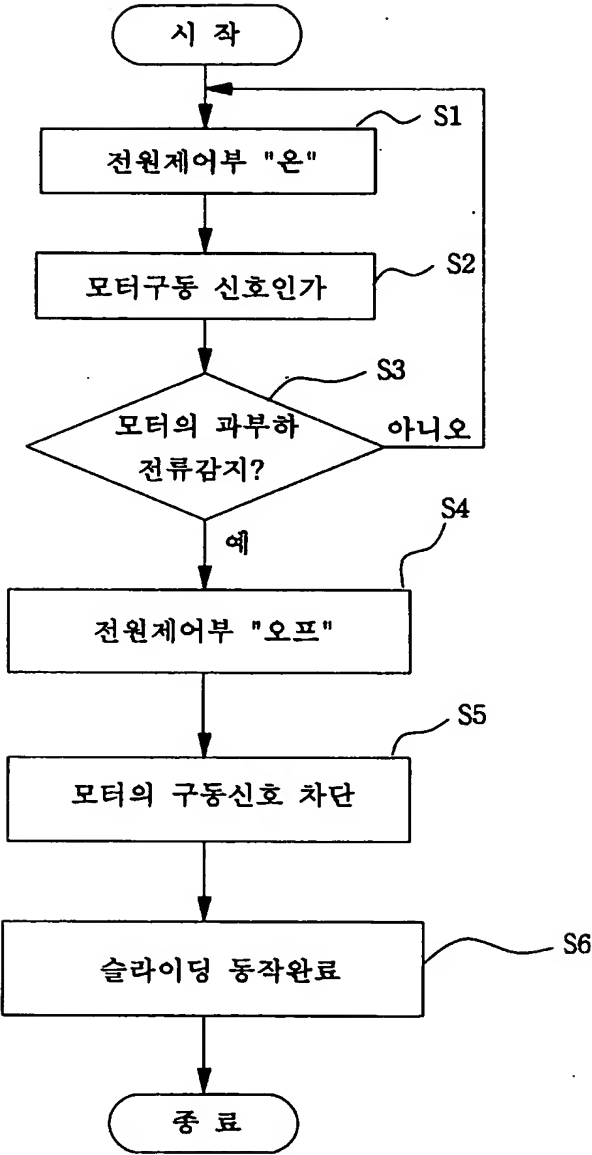 시 작
S1
전원제어부 "온"
S2
모터구동 신호인가
S3
모터의 과부하
전류감지?
아니오
예
S4
전원제어부 "오프"
S5
모터의 구동신호 차단
S6
슬라이딩 동작완료
종 료